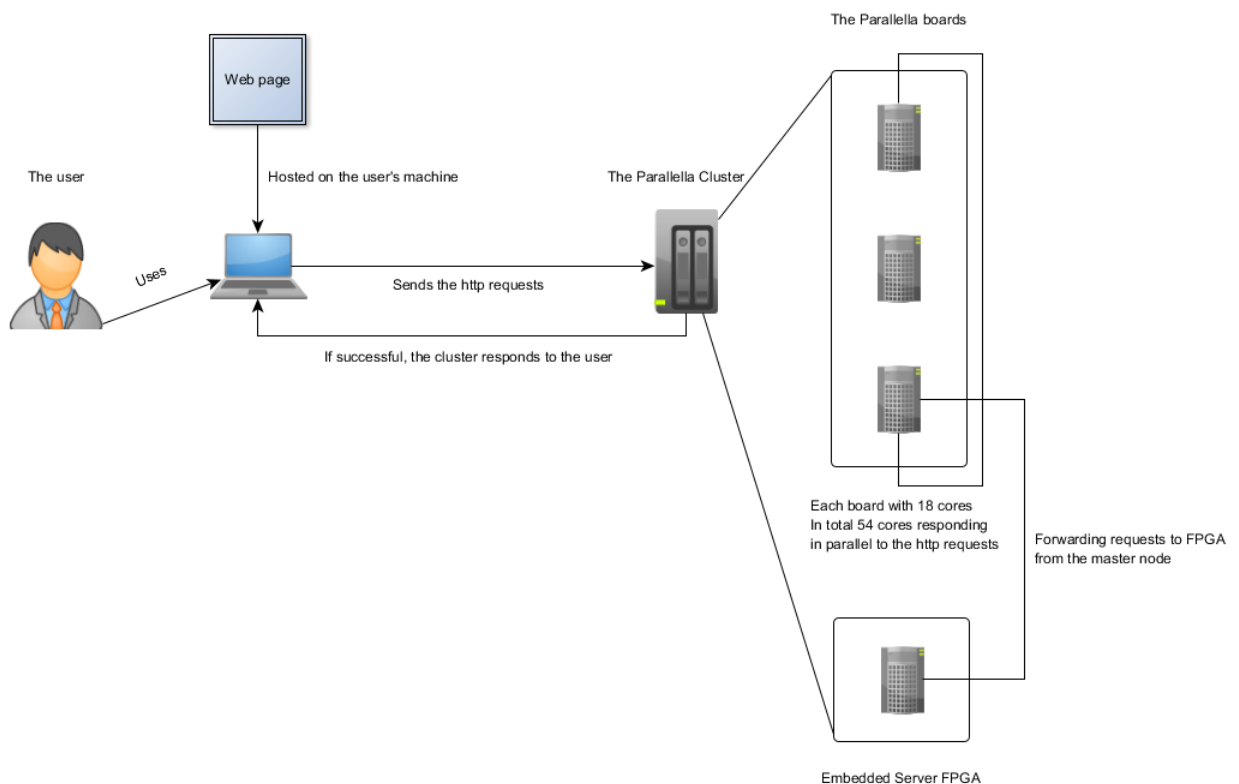 The Parallella boards
Web page
The user
Hosted on the user's machine
The Parallella Cluster
Uses
Sends the http requests
If successful, the cluster responds to the user
Each board with 18 cores
In total 54 cores responding
in parallel to the http requests
Forwarding requests to FPGA
from the master node
Embedded Server FPGA